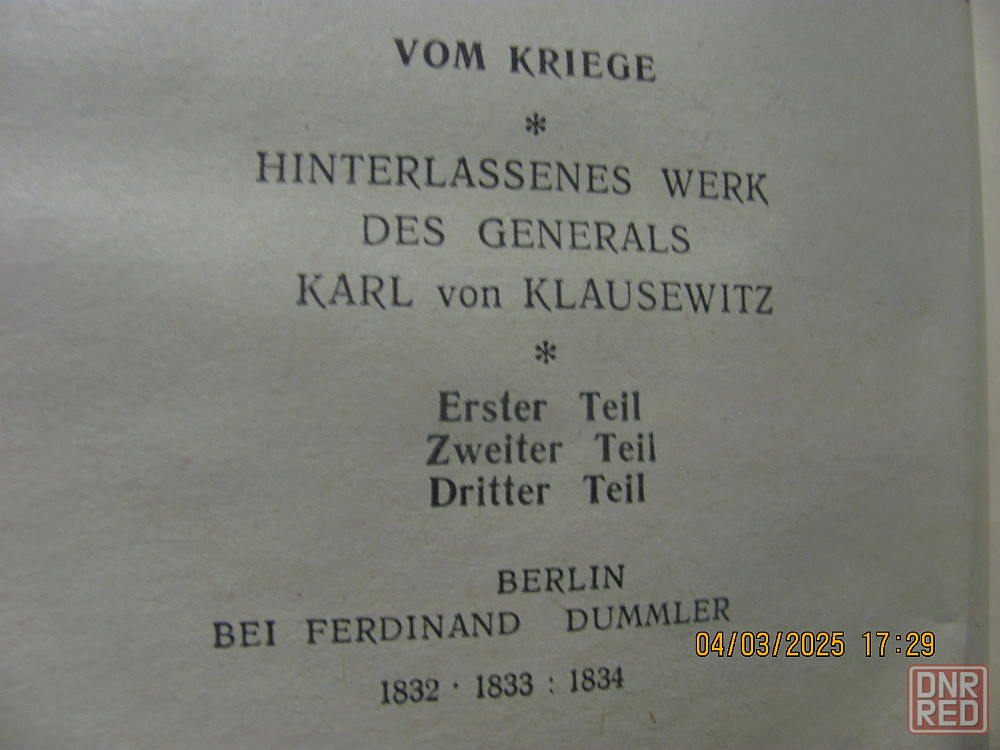 VOM KRIEGE
*
HINTERLASSENES WERK
DES GENERALS
KARL von KLAUSEWITZ
*
Erster Teil
Zweiter Teil
Dritter Teil
BERLIN
BEI FERDINAND DUMMLER
1832 · 1833 : 1834
04/03/2025 17:29
DNR
RED